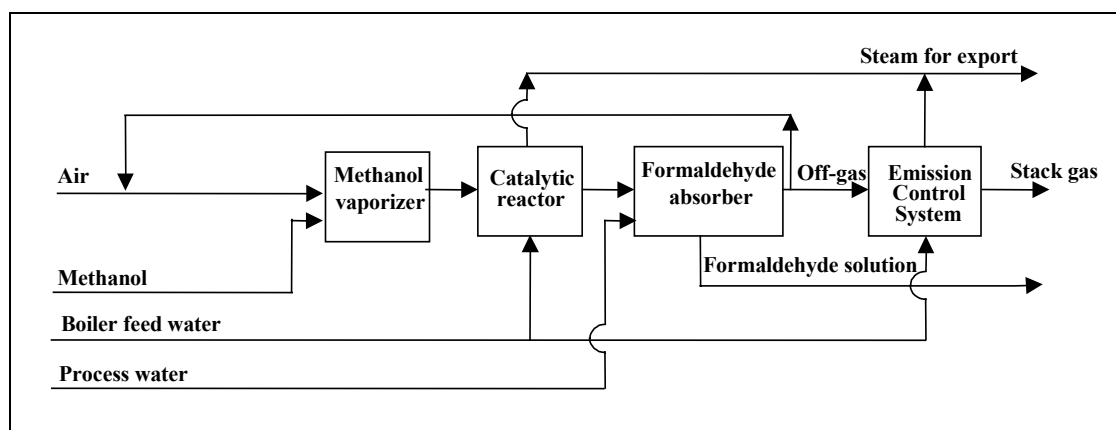 Steam for export
Air
Methanol
vaporizer
Catalytic
reactor
Formaldehyde
absorber
Off-gas
Emission
Control
System
Stack gas
Methanol
Formaldehyde solution
Boiler feed water
Process water